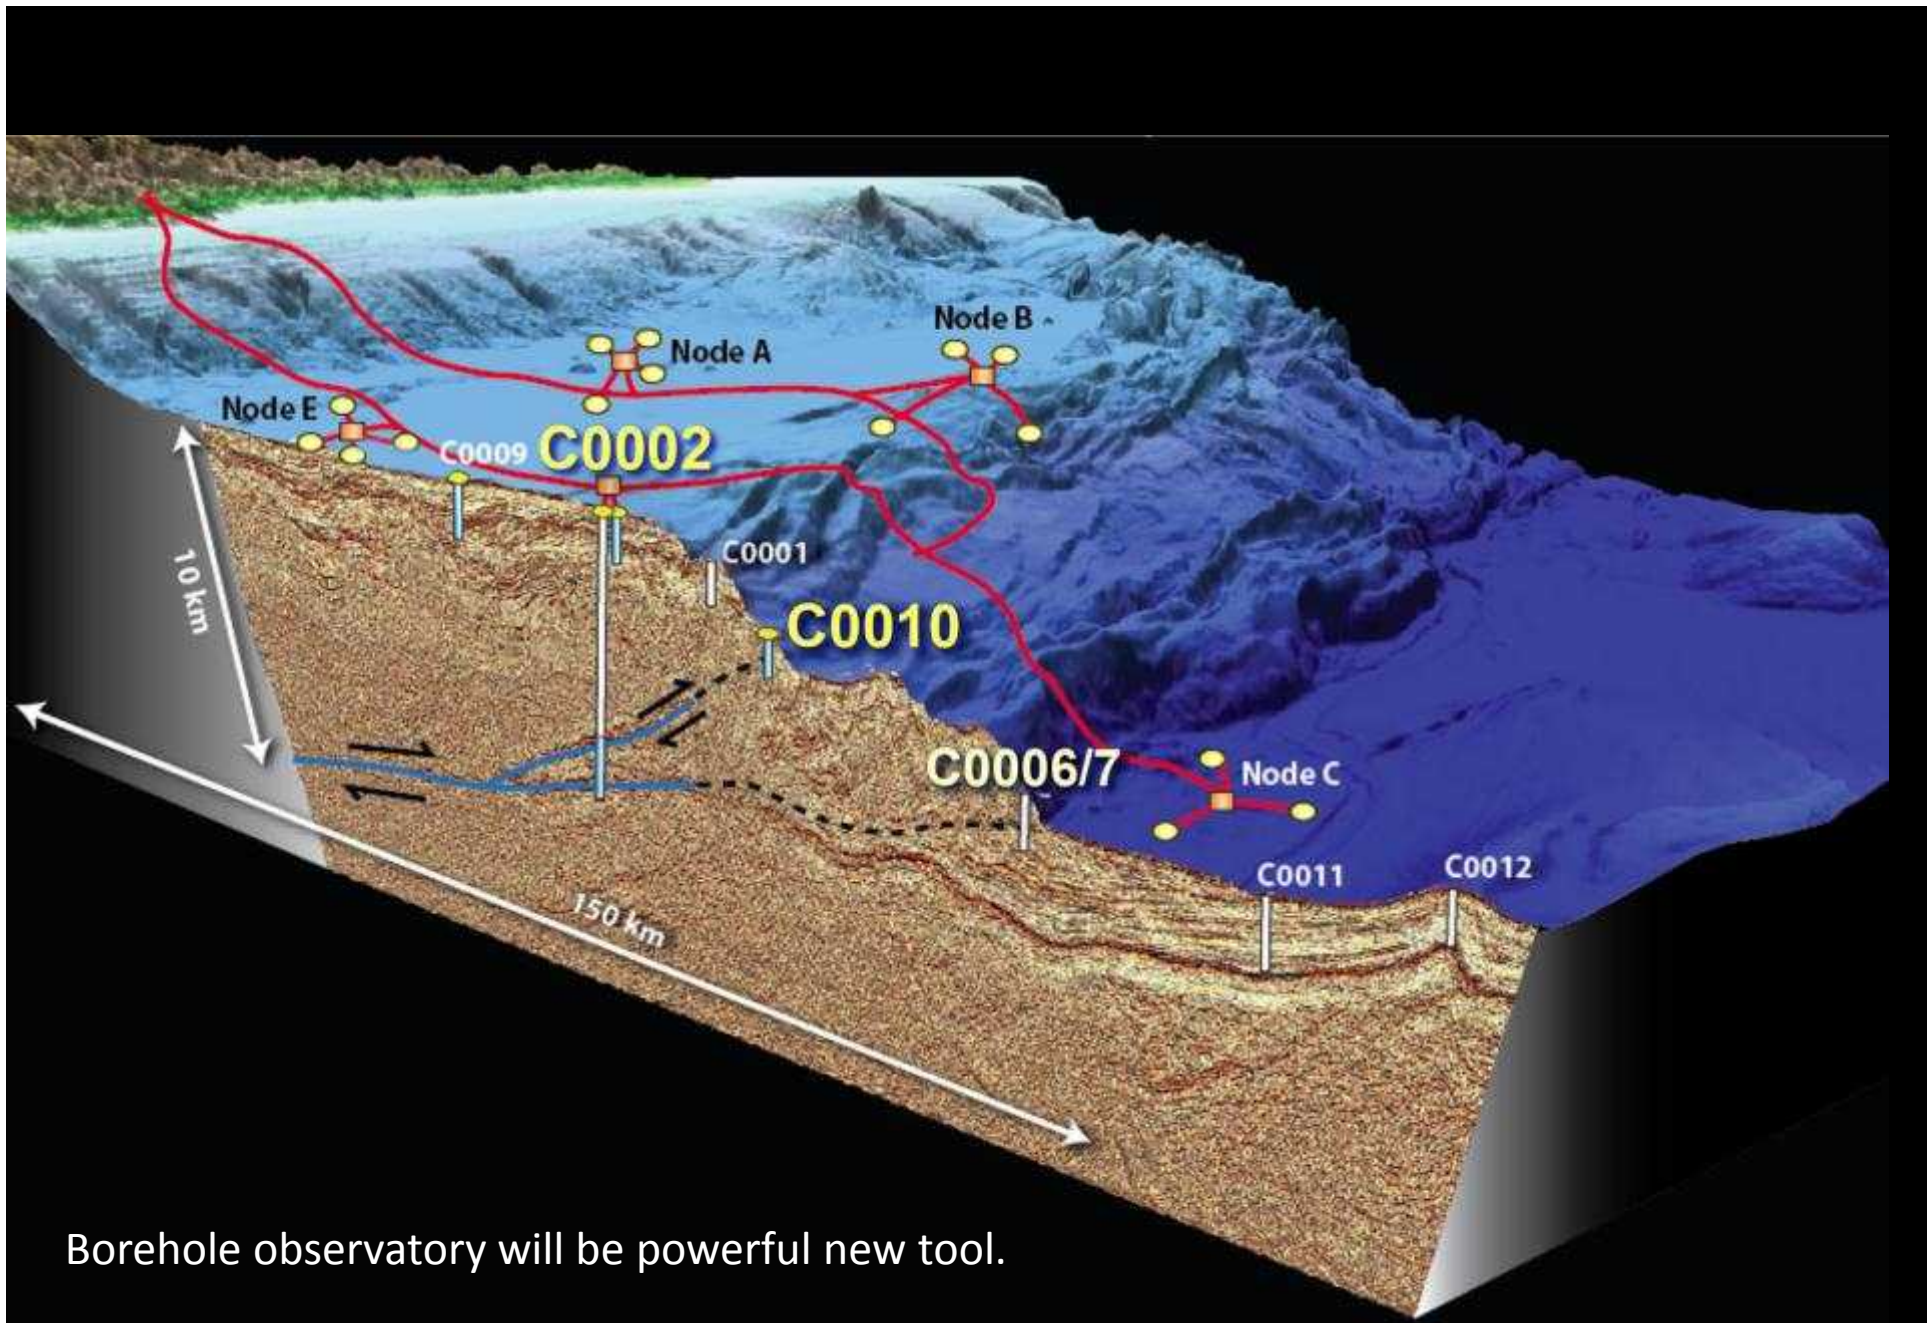 Node B
Node A
Node E
C0009
C0002
C0001
10 km
C0010
C0006/7
Node C
C0011
C0012
150 km
Borehole observatory will be powerful new tool.